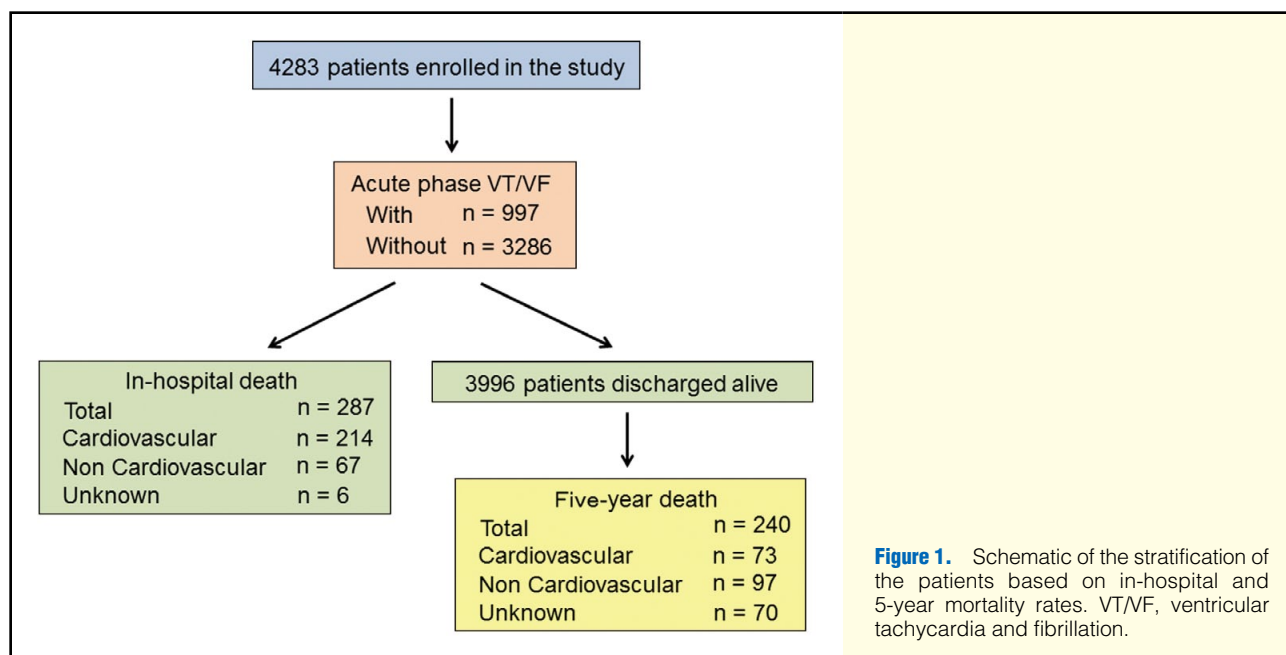 4283 patients enrolled in the study
Acute phase VT/VF
With n = 997
Without n = 3286
In-hospital death
Total n = 287
Cardiovascular n = 214
Non Cardiovascular n = 67
Unknown n = 6
3996 patients discharged alive
Five-year death
Total n = 240
Cardiovascular n = 73
Non Cardiovascular n = 97
Unknown n = 70
Figure 1. Schematic of the stratification of
the patients based on in-hospital and
5-year mortality rates. VT/VF, ventricular
tachycardia and fibrillation.